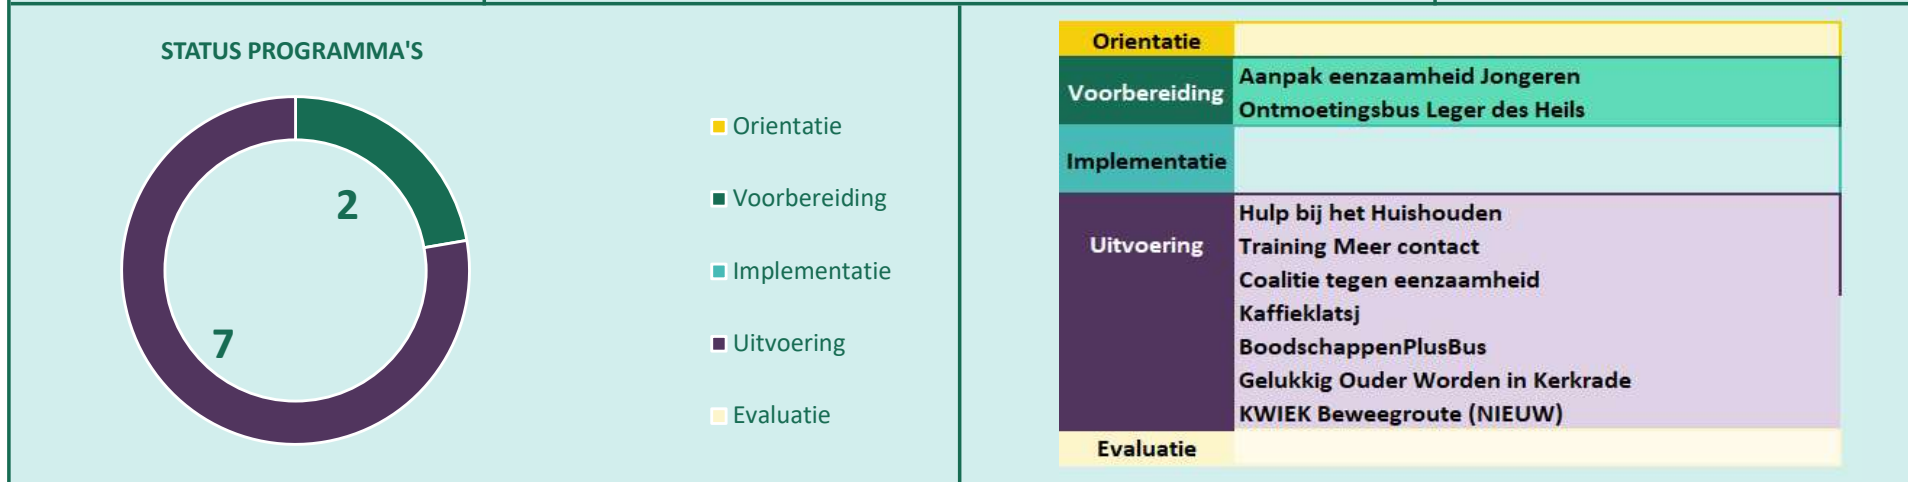 STATUS PROGRAMMA'S
2
7
Orientatie
Voorbereiding
Implementatie
Uitvoering
Evaluatie
Orientatie
Voorbereiding
Aanpak eenzaamheid Jongeren
Ontmoetingsbus Leger des Heils
Implementatie
Uitvoering
Hulp bij het Huishouden
Training Meer contact
Coalitie tegen eenzaamheid
Kaffieklatsj
BoodschappenPlusBus
Gelukkig Ouder Worden in Kerkrade
KWIEK Beweegroute (NIEUW)
Evaluatie